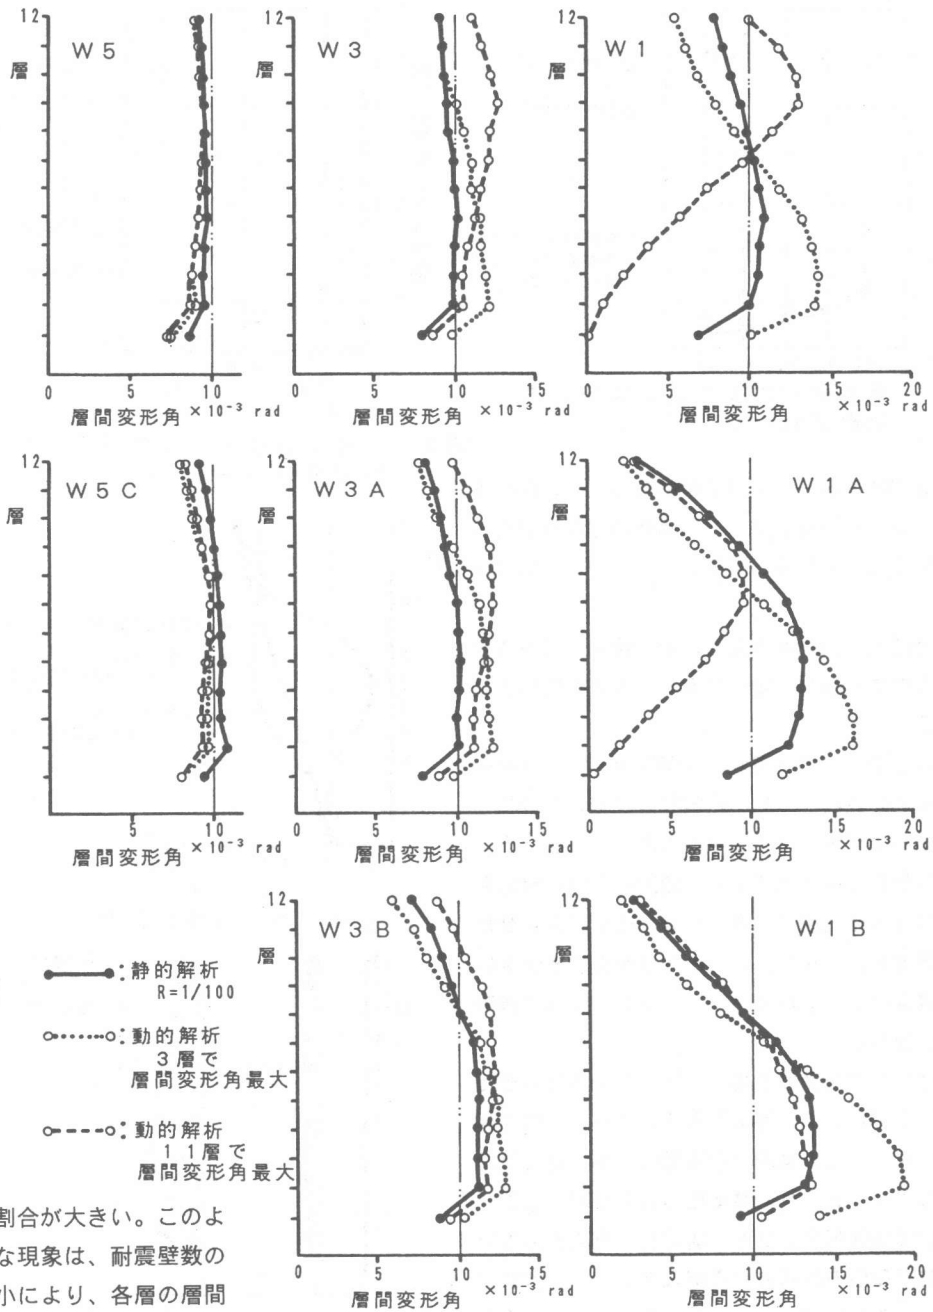 12
層
W5
5
10
×10⁻³ rad
層間変形角
W3
0
5
10
15
層間変形角
×10⁻³ rad
12
層
W1
0
5
10
15
20
層間変形角
×10⁻³ rad
12
層
W5C
0
5
10
層間変形角
×10⁻³ rad
W3A
0
5
10
15
層間変形角
×10⁻³ rad
12
層
W1A
0
5
10
15
20
層間変形角
×10⁻³ rad
12
層
W3B
0
5
10
15
層間変形角
×10⁻³ rad
12
層
W1B
0
5
10
15
20
層間変形角
×10⁻³ rad
:静的解析
R=1/100
:動的解析
3層で
層間変形角最大
:動的解析
11層で
層間変形角最大
割合が大きい。このよ
な現象は、耐震壁数の
小により、各層の層間